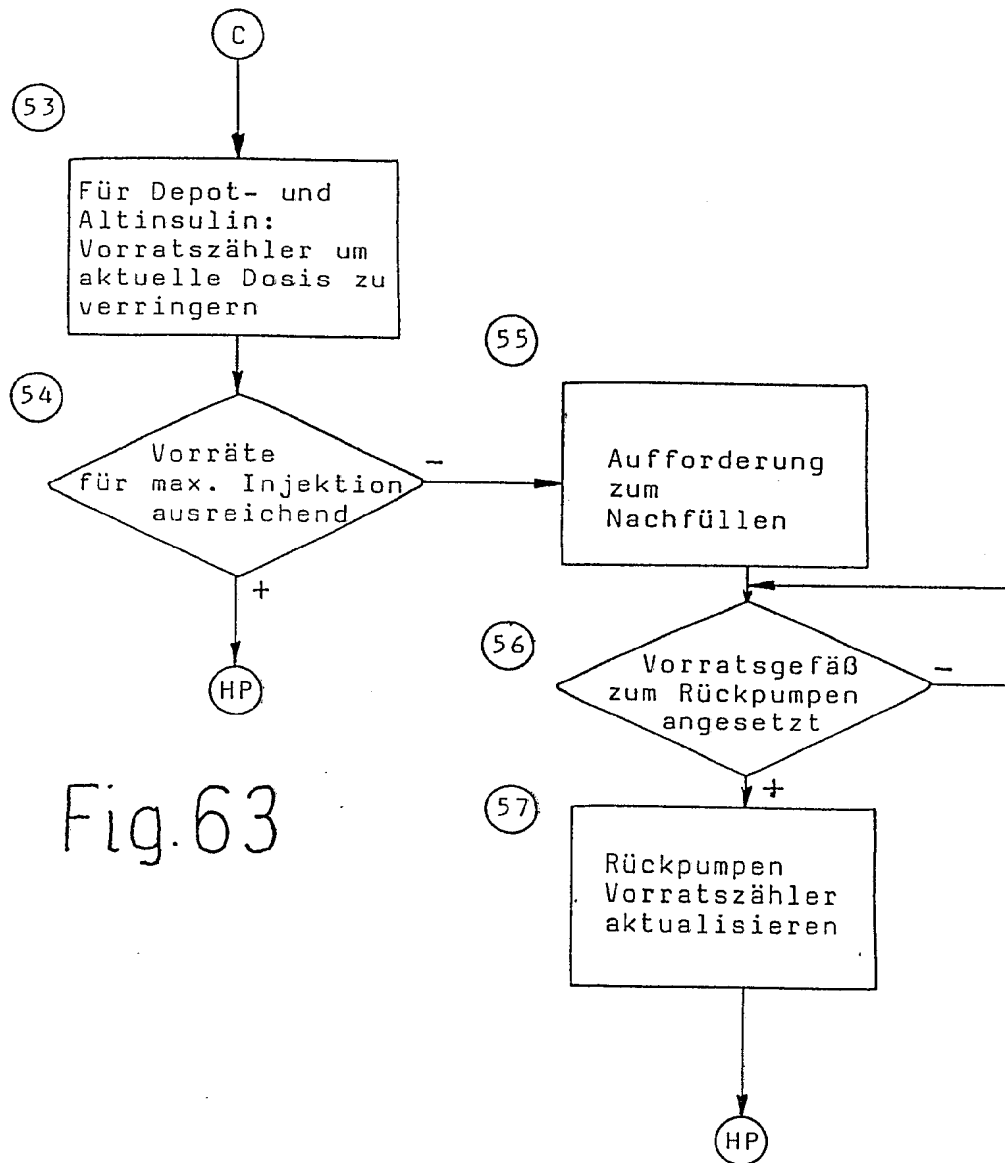 C
53
Für Depot- und
Altinsulin:
Vorratszähler um
aktuelle Dosis zu
verringern
54
Vorräte
für max. Injektion
ausreichend
-
+
HP
55
Aufforderung
zum
Nachfüllen
56
Vorratsgefäß
zum Rückpumpen
angesetzt
-
+
57
Rückpumpen
Vorratszähler
aktualisieren
HP
Fig. 63